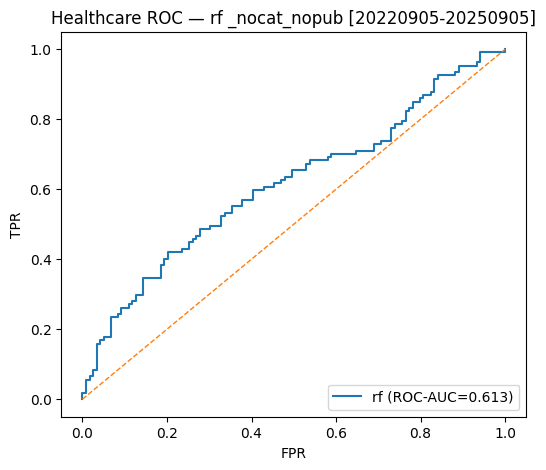 Healthcare ROC — rf _nocat_nopub [20220905-20250905]
1.0
0.8
0.6
0.4
0.2
0.0
TPR
0.0 0.2 0.4 0.6 0.8 1.0
FPR
rf (ROC-AUC=0.613)